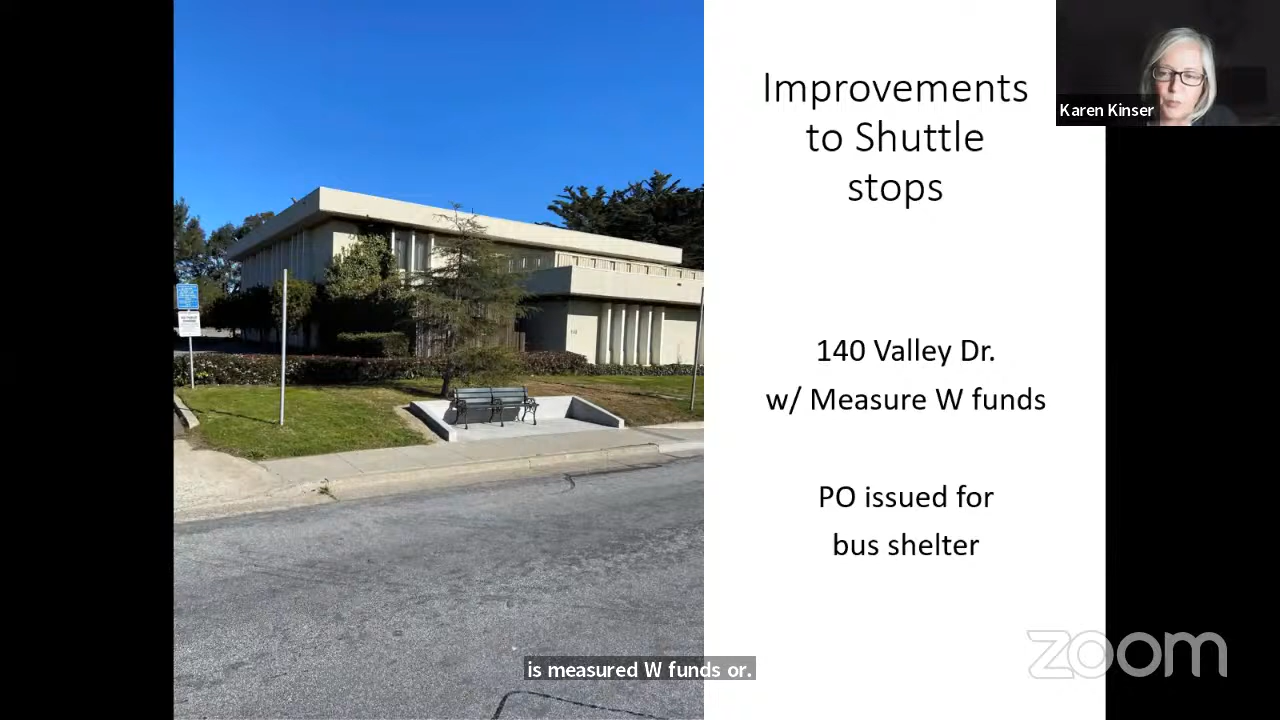 Improvements
to Shuttle
stops
140 Valley Dr.
w/ Measure W funds
PO issued for
bus shelter
Karen Kinser
zoom
is measured W funds or.